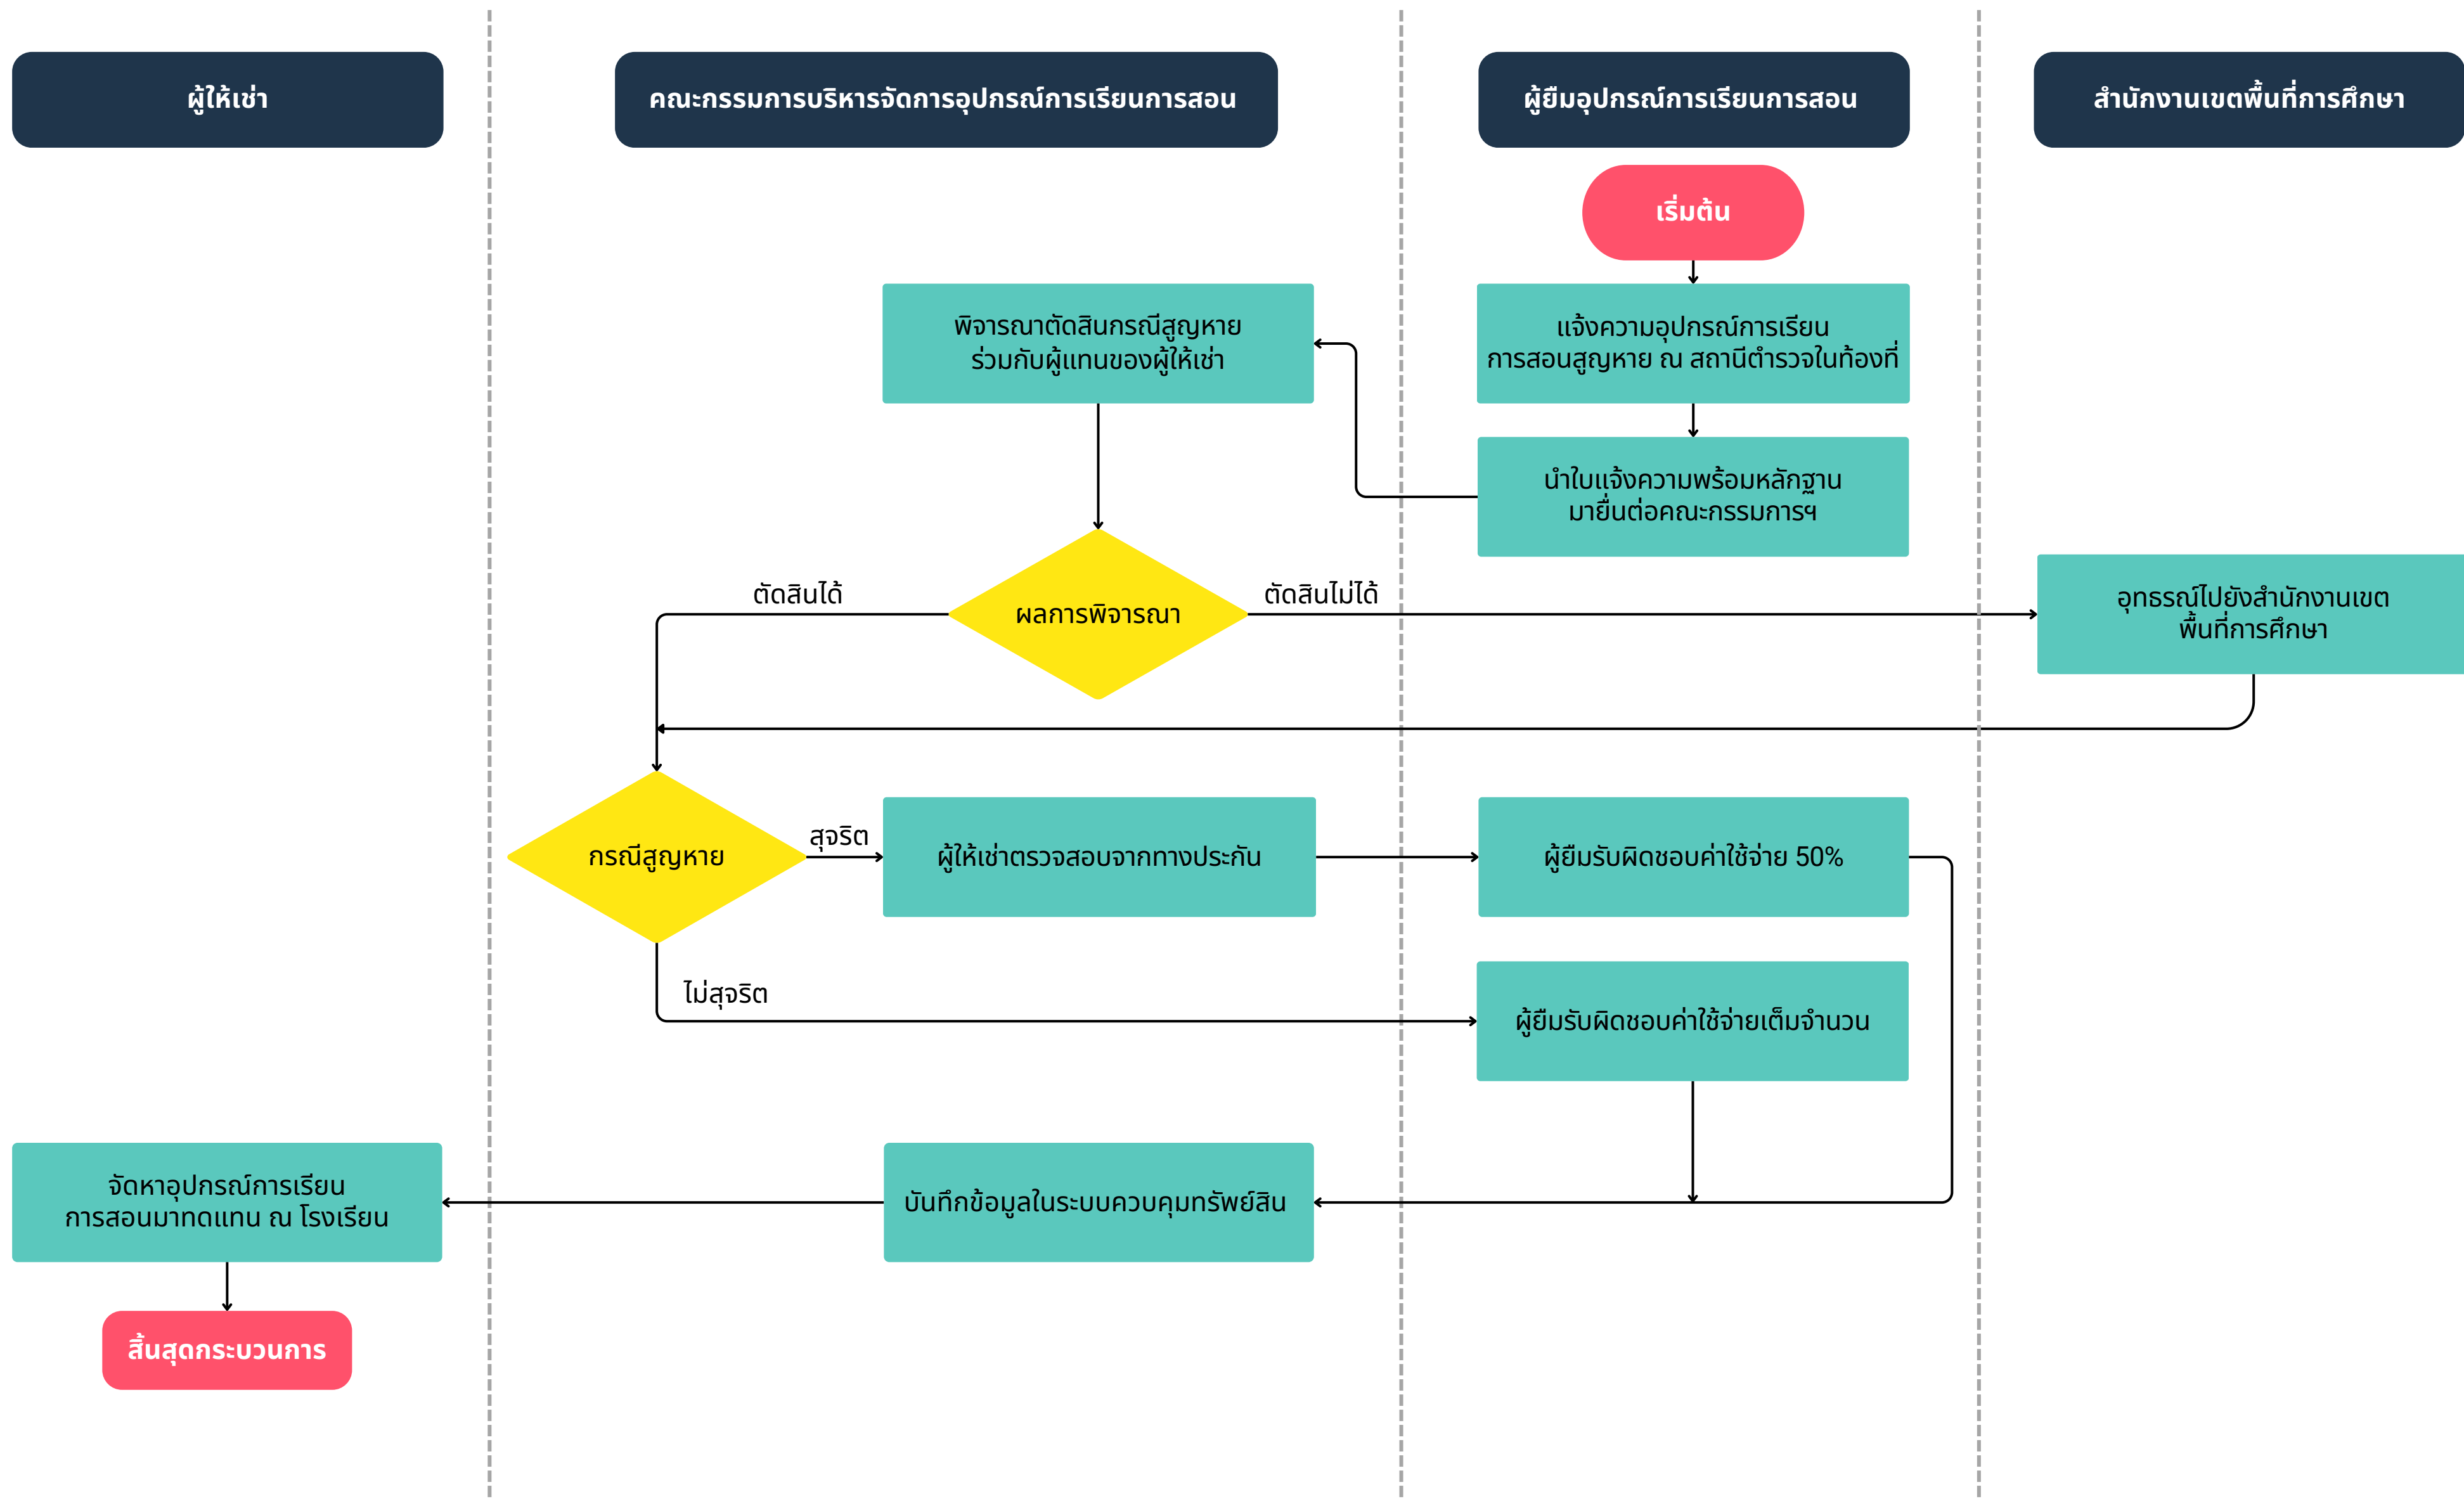 ผู้ให้เช่า
คณะกรรมการบริหารจัดการอุปกรณ์การเรียนการสอน
ผู้ยืมอุปกรณ์การเรียนการสอน
สำนักงานเขตพื้นที่การศึกษา
เริ่มต้น
แจ้งความอุปกรณ์การเรียน
การสอนสูญหาย ณ สถานีตำรวจในท้องที่
พิจารณาตัดสินกรณีสูญหาย
ร่วมกับผู้แทนของผู้ให้เช่า
นำใบแจ้งความพร้อมหลักฐาน
มายื่นต่อคณะกรรมการฯ
ตัดสินได้
ผลการพิจารณา
ตัดสินไม่ได้
อุทธรณ์ไปยังสำนักงานเขต
พื้นที่การศึกษา
กรณีสูญหาย
สุจริต
ผู้ให้เช่าตรวจสอบจากทางประกัน
ผู้ยืมรับผิดชอบค่าใช้จ่าย 50%
ไม่สุจริต
ผู้ยืมรับผิดชอบค่าใช้จ่ายเต็มจำนวน
จัดหาอุปกรณ์การเรียน
การสอนมาทดแทน ณ โรงเรียน
บันทึกข้อมูลในระบบควบคุมทรัพย์สิน
สิ้นสุดกระบวนการ